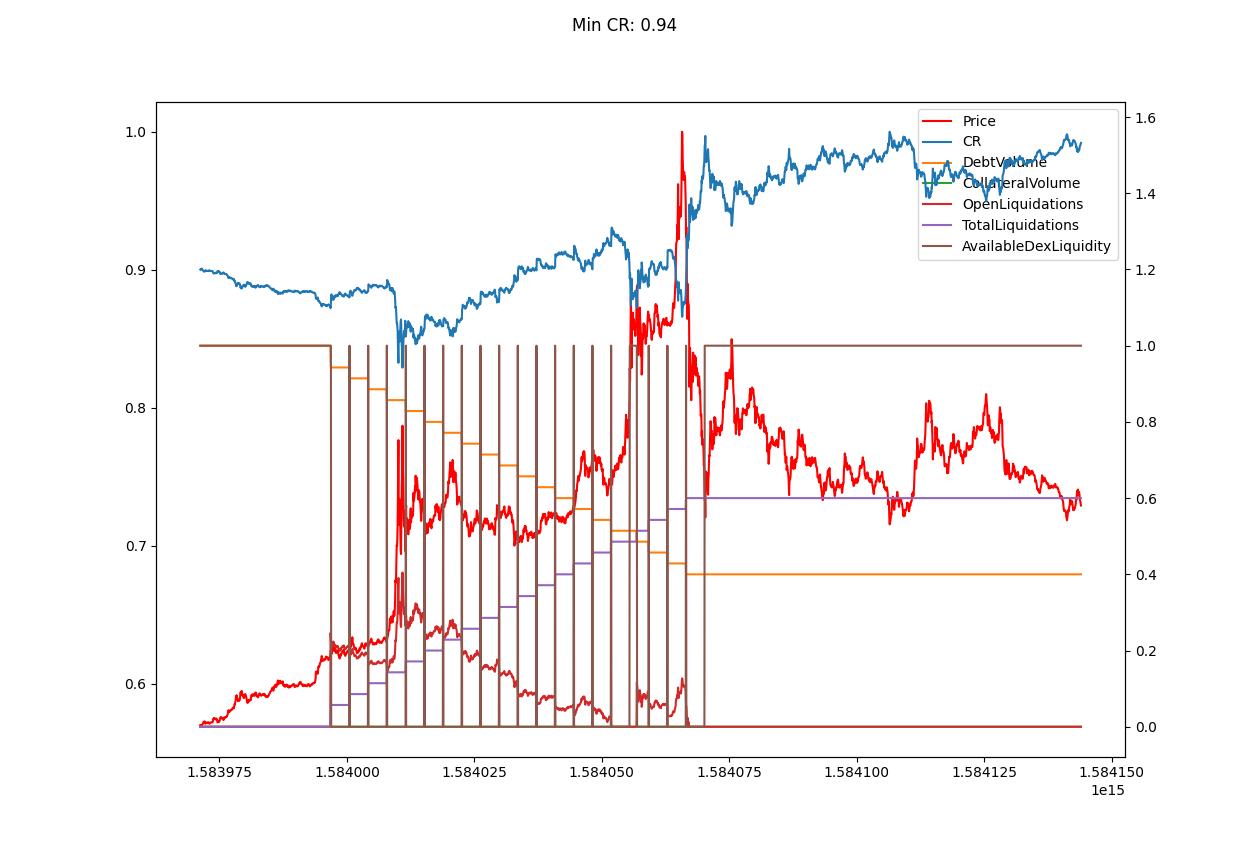 Min CR: 0.94
1.0
0.9
0.8
0.7
0.6
1.6
1.4
1.2
1.0
0.8
0.6
0.4
0.2
0.0
Price
CR
DebtVolume
CollateralVolume
OpenLiquidations
TotalLiquidations
AvailableDexLiquidity
1.583975 1.584000 1.584025 1.584050 1.584075 1.584100 1.584125 1.584150
1e15